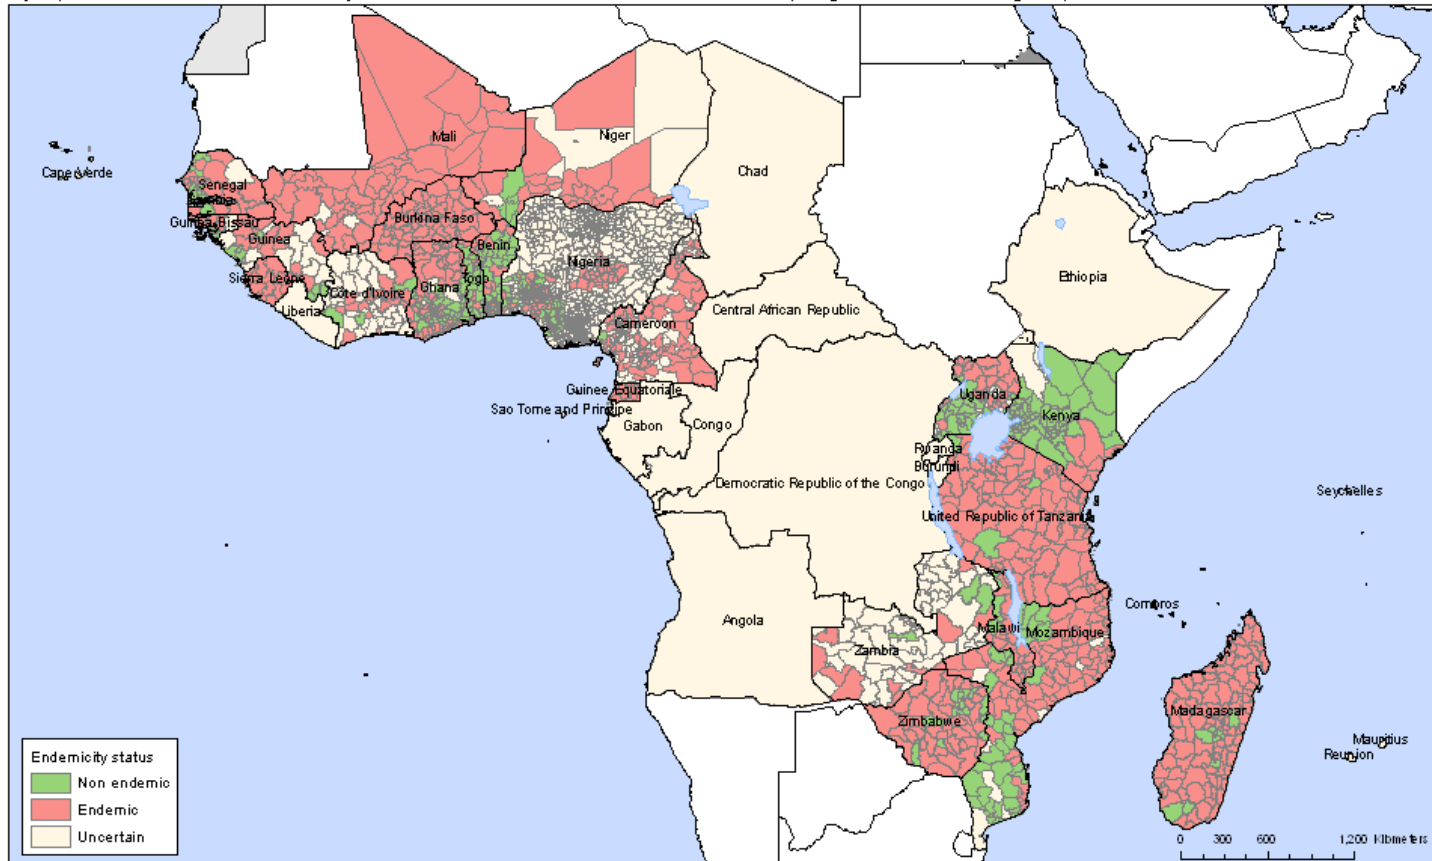 Mali
Niger
Chad
Cape Verde
Senegal
Guinea Bissau
Guinea
Burkina Faso
Benin
Nigeria
Sierra Leone
Côte d'Ivoire
Ghana
Togo
Liberia
Cameroon
Central African Republic
Ethiopia
Guinee Equatoriale
Sao Tome and Principe
Gabon
Congo
Uganda
Kenya
Rwanga
Burundi
Democratic Republic of the Congo
Seychelles
United Republic of Tanzania
Angola
Comoros
Zambia
Malawi
Mozambique
Madagascar
Zimbabwe
Mauritius
Reunion
Endemicity status
Non endemic
Endemic
Uncertain
0 300 600 1,200 Kilometers